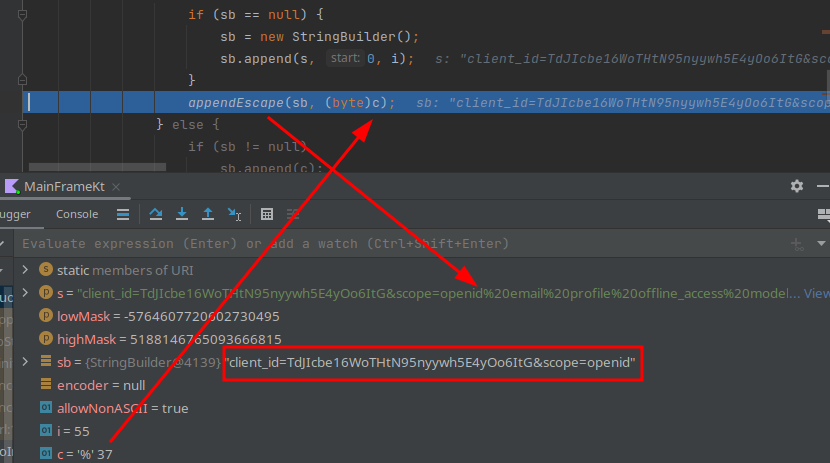 if (sb == null) {
sb = new StringBuilder();
sb.append(s, start: 0, i); s: "client_id=TdJIcbe16WoTHtN95nyywh5E4yOo6ItG&sco
}
appendEscape(sb, (byte)c); sb: "client_id=TdJIcbe16WoTHtN95nyywh5E4yOo6ItG&scope
} else {
if (sb != null)
sb.append(c);
MainFrameKt ×
ugger Console
Evaluate expression (Enter) or add a watch (Ctrl+Shift+Enter)
static members of URI
s = "client_id=TdJIcbe16WoTHtN95nyywh5E4yOo6ItG&scope=openid%20email%20profile%20offline_access%20model... View
lowMask = -5764607720602730495
highMask = 5188146765093666815
sb = {StringBuilder@4139} "client_id=TdJIcbe16WoTHtN95nyywh5E4yOo6ItG&scope=openid"
encoder = null
allowNonASCII = true
i = 55
c = '%' 37